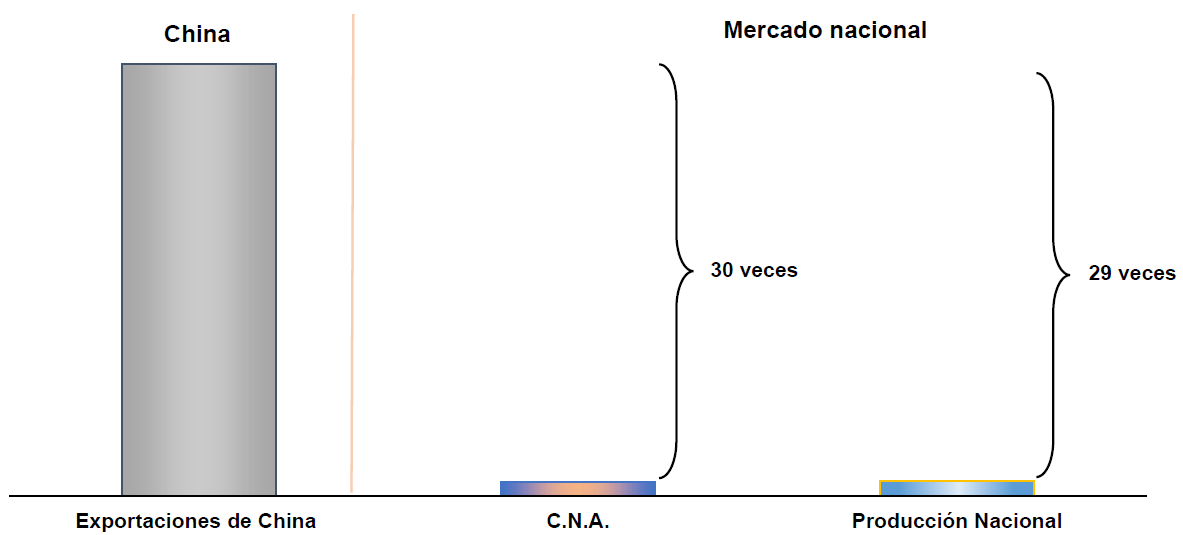 China
Mercado nacional
30 veces
29 veces
Exportaciones de China
C.N.A.
Producción Nacional